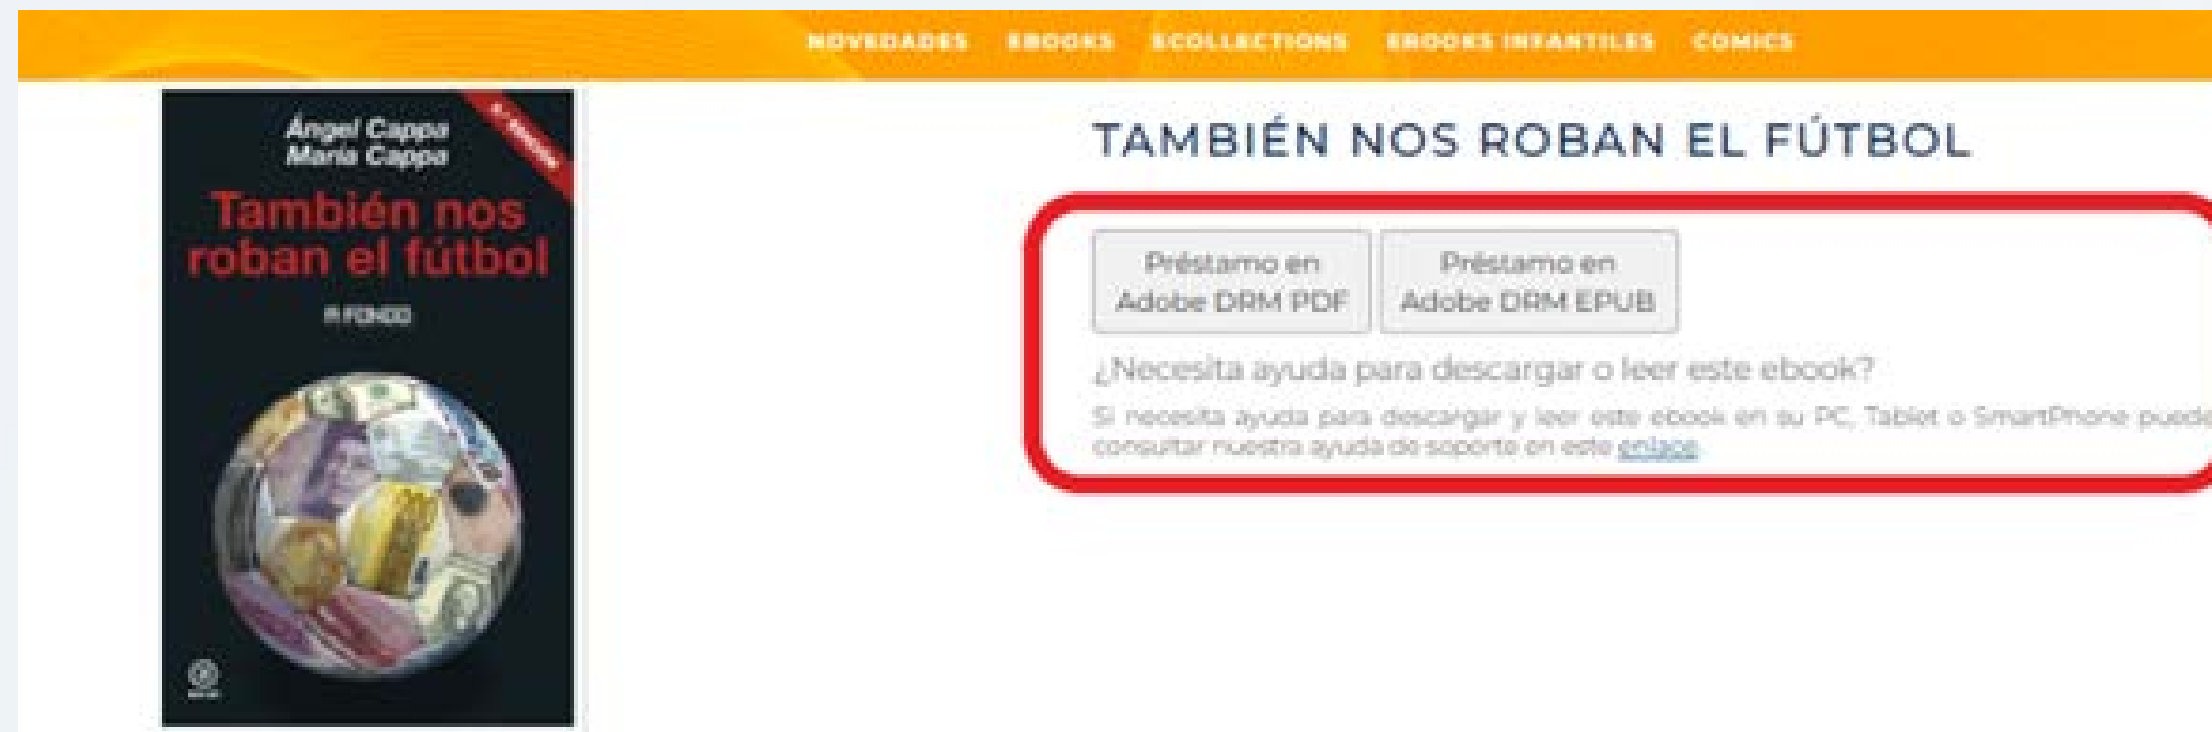 NOVEDADES EBOOKS ECOLLECTIONS EBOOKS INFANTILES COMICS
Ángel Cappa
María Cappa
También nos
roban el fútbol
A FONDO
TAMBIÉN NOS ROBAN EL FÚTBOL
Préstamo en
Adobe DRM PDF
Préstamo en
Adobe DRM EPUB
¿Necesita ayuda para descargar o leer este ebook?
Si necesita ayuda para descargar y leer este ebook en su PC, Tablet o SmartPhone puede
consultar nuestra ayuda de soporte en este enlace.